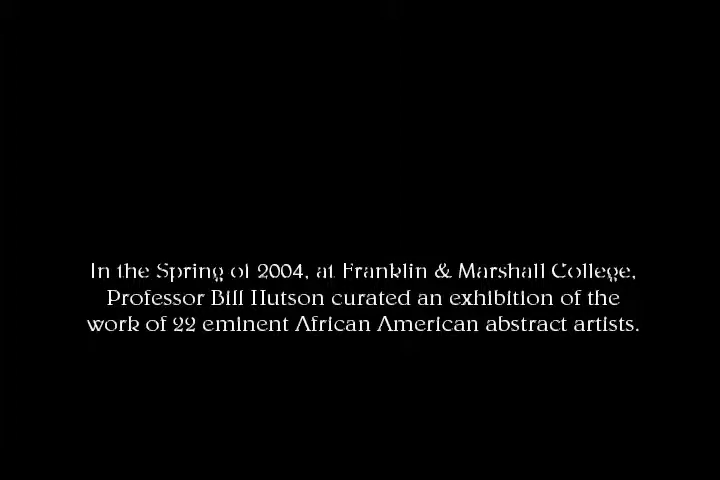 In the Spring of 2004, at Franklin & Marshall College,
Professor Bill Hutson curated an exhibition of the
work of 22 eminent African American abstract artists.